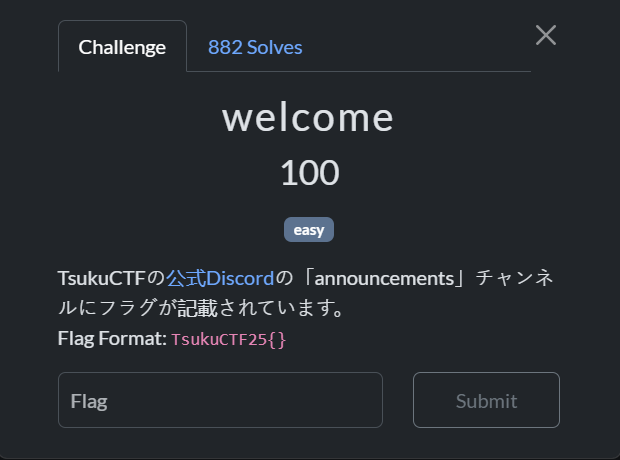 Challenge
882 Solves
welcome
100
easy
TsukuCTFの公式Discordの「announcements」チャンネ
ルにフラグが記載されています。
Flag Format: TsukuCTF25{}
Flag
Submit